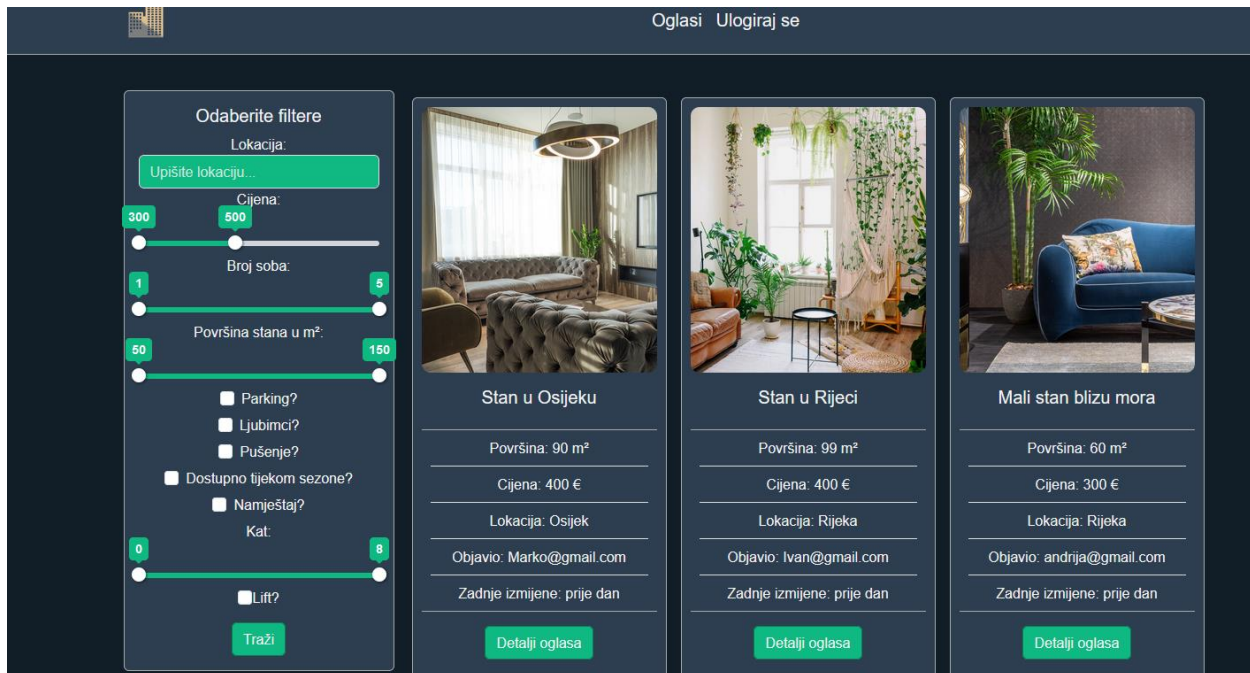 Oglasi Ulogiraj se
Odaberite filtere
Lokacija:
Upišite lokaciju...
Cijena:
300 500
Broj soba:
1 5
Površina stana u m²:
50 150
Parking?
Ljubimci?
Pušenje?
Dostupno tijekom sezone?
Namještaj?
Kat:
0 8
Lift?
Traži
Stan u Osijeku
Površina: 90 m²
Cijena: 400 €
Lokacija: Osijek
Objavio: Marko@gmail.com
Zadnje izmijene: prije dan
Detalji oglasa
Stan u Rijeci
Površina: 99 m²
Cijena: 400 €
Lokacija: Rijeka
Objavio: Ivan@gmail.com
Zadnje izmijene: prije dan
Detalji oglasa
Mali stan blizu mora
Površina: 60 m²
Cijena: 300 €
Lokacija: Rijeka
Objavio: andrija@gmail.com
Zadnje izmijene: prije dan
Detalji oglasa